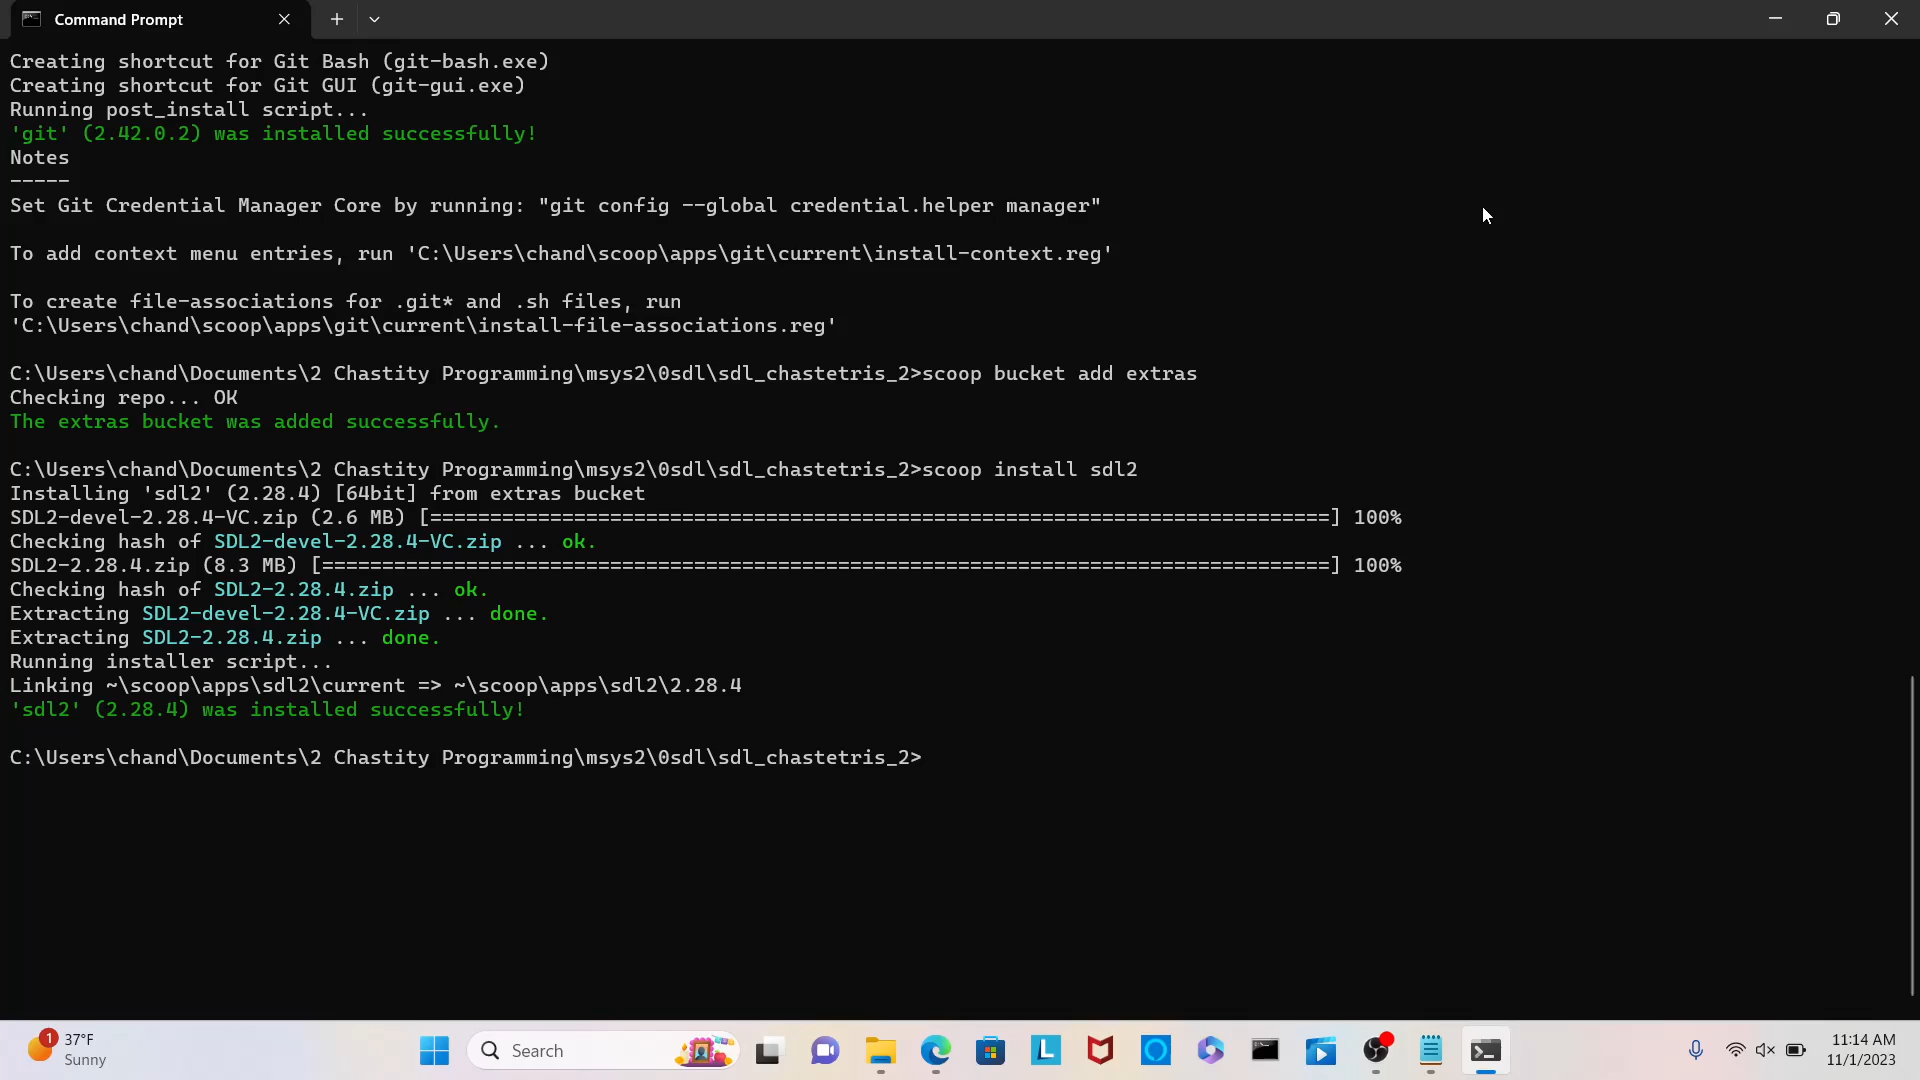 Command Prompt
Creating shortcut for Git Bash (git-bash.exe)
Creating shortcut for Git GUI (git-gui.exe)
Running post_install script...
'git' (2.42.0.2) was installed successfully!
Notes
-----
Set Git Credential Manager Core by running: "git config --global credential.helper manager"
To add context menu entries, run 'C:\Users\chand\scoop\apps\git\current\install-context.reg'
To create file-associations for .git* and .sh files, run
'C:\Users\chand\scoop\apps\git\current\install-file-associations.reg'
C:\Users\chand\Documents\2 Chastity Programming\msys2\0sdl\sdl_chastetris_2>scoop bucket add extras
Checking repo... OK
The extras bucket was added successfully.
C:\Users\chand\Documents\2 Chastity Programming\msys2\0sdl\sdl_chastetris_2>scoop install sdl2
Installing 'sdl2' (2.28.4) [64bit] from extras bucket
SDL2-devel-2.28.4-VC.zip (2.6 MB) [===========================================================================] 100%
Checking hash of SDL2-devel-2.28.4-VC.zip ... ok.
SDL2-2.28.4.zip (8.3 MB) [====================================================================================] 100%
Checking hash of SDL2-2.28.4.zip ... ok.
Extracting SDL2-devel-2.28.4-VC.zip ... done.
Extracting SDL2-2.28.4.zip ... done.
Running installer script...
Linking ~\scoop\apps\sdl2\current => ~\scoop\apps\sdl2\2.28.4
'sdl2' (2.28.4) was installed successfully!
C:\Users\chand\Documents\2 Chastity Programming\msys2\0sdl\sdl_chastetris_2>
1
37°F
Sunny
Search
L
11:14 AM
11/1/2023